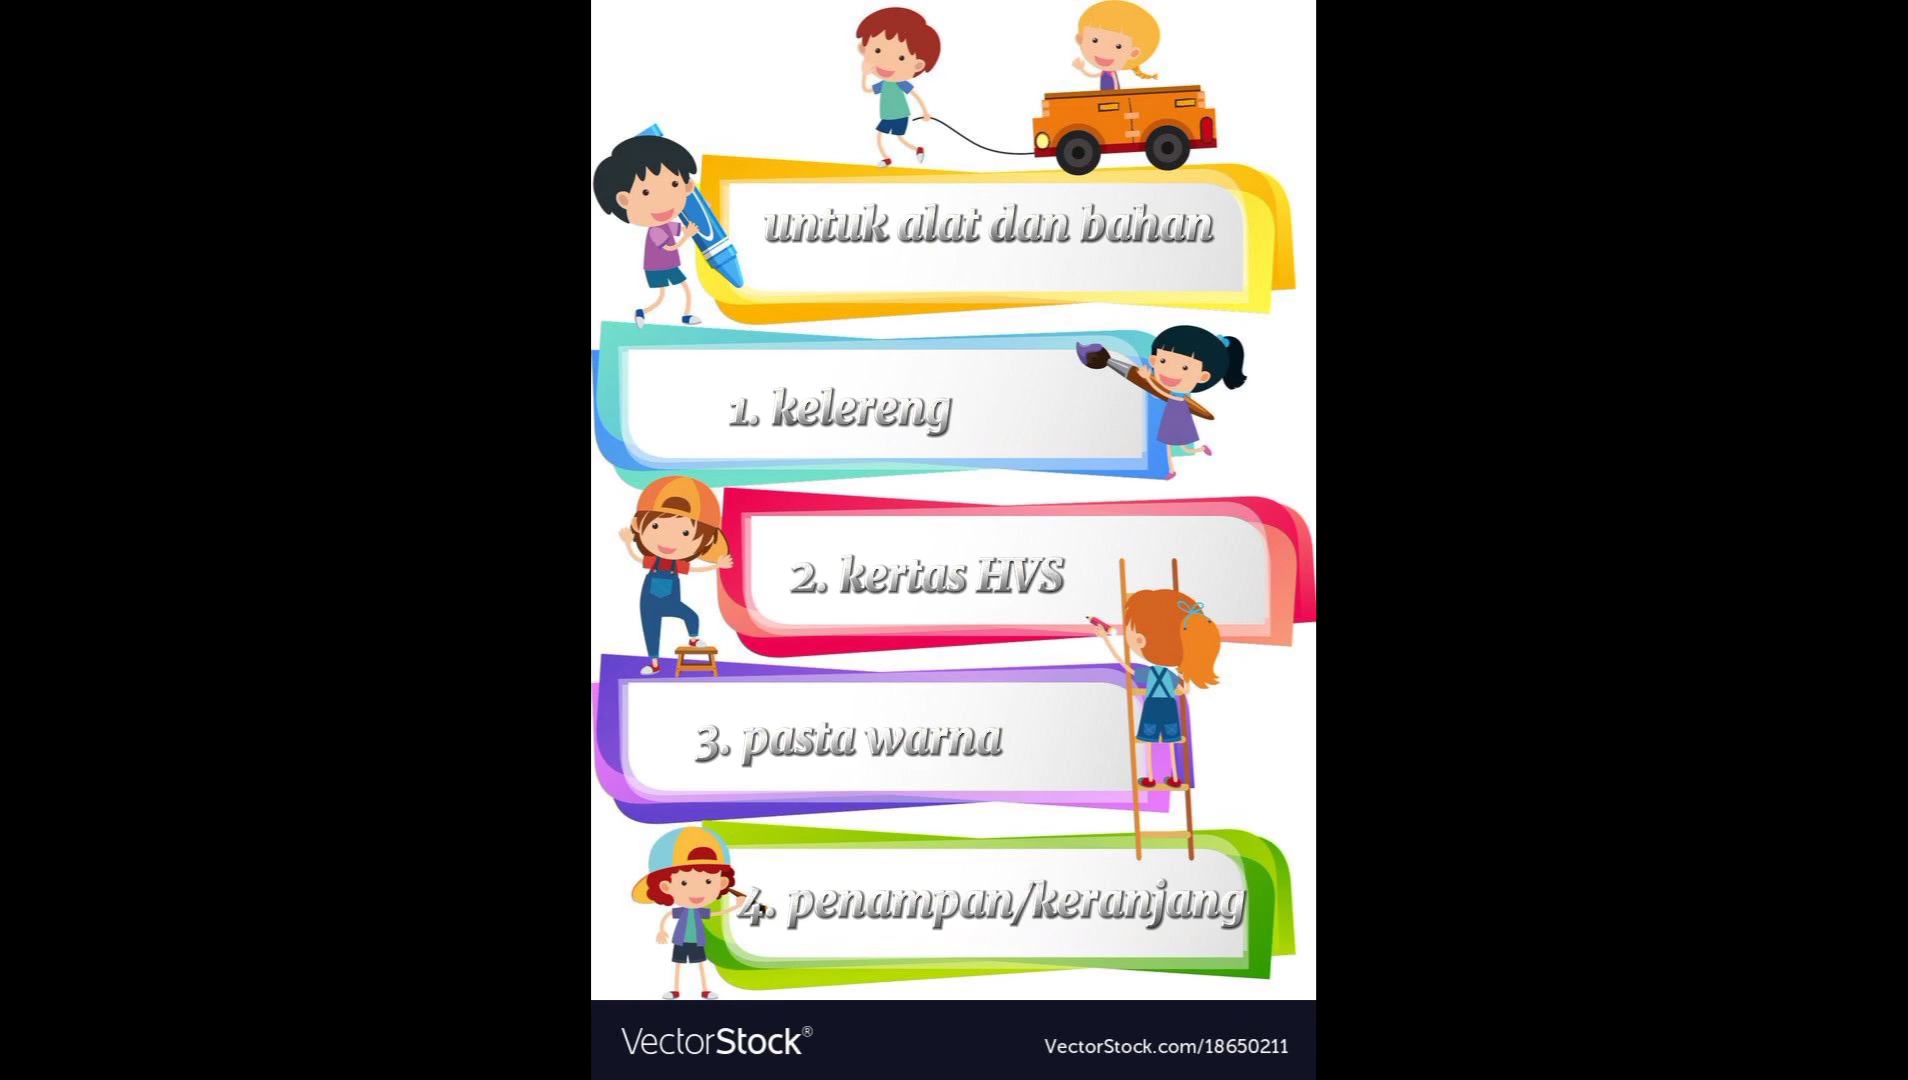 untuk alat dan bahan
1. kelereng
2. kertas HVS
3. pasta warna
4. penampan/keranjang
VectorStock®
VectorStock.com/18650211